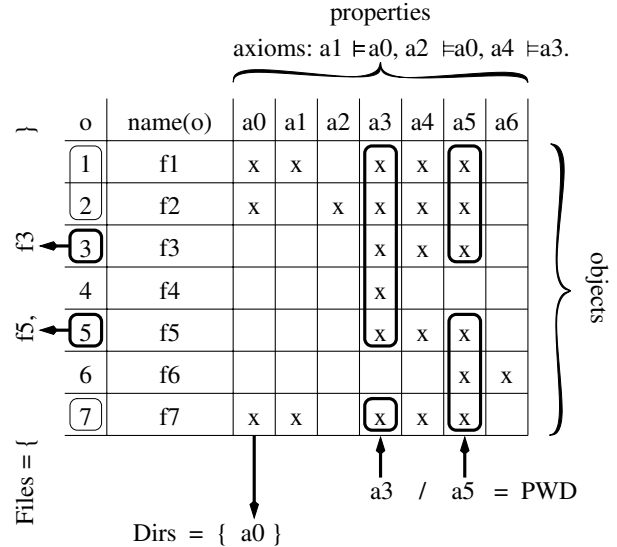 properties
axioms: a1 ⊨a0, a2 ⊨a0, a4 ⊨a3.
o name(o) a0 a1 a2 a3 a4 a5 a6
1 f1 x x x x x
2 f2 x x x x x
3 f3 x x x
4 f4 x
5 f5 x x x
6 f6 x x
7 f7 x x x x x
objects
Files = { f5, f3 }
a3 / a5 = PWD
Dirs = { a0 }